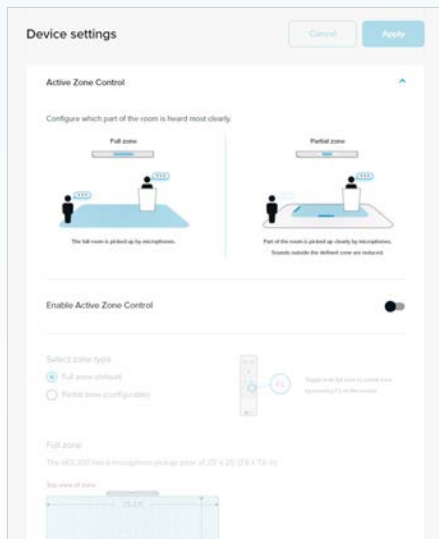 Device settings
Cancel
Apply
Active Zone Control
Configure which part of the room is heard most clearly.
Full zone
Partial zone
The full room is picked up by microphones.
Part of the room is picked up clearly by microphones.
Sounds outside the defined zone are reduced.
Enable Active Zone Control
Select zone type
Full zone (default)
Partial zone (configurable)
F2
Full zone
Top view of zone